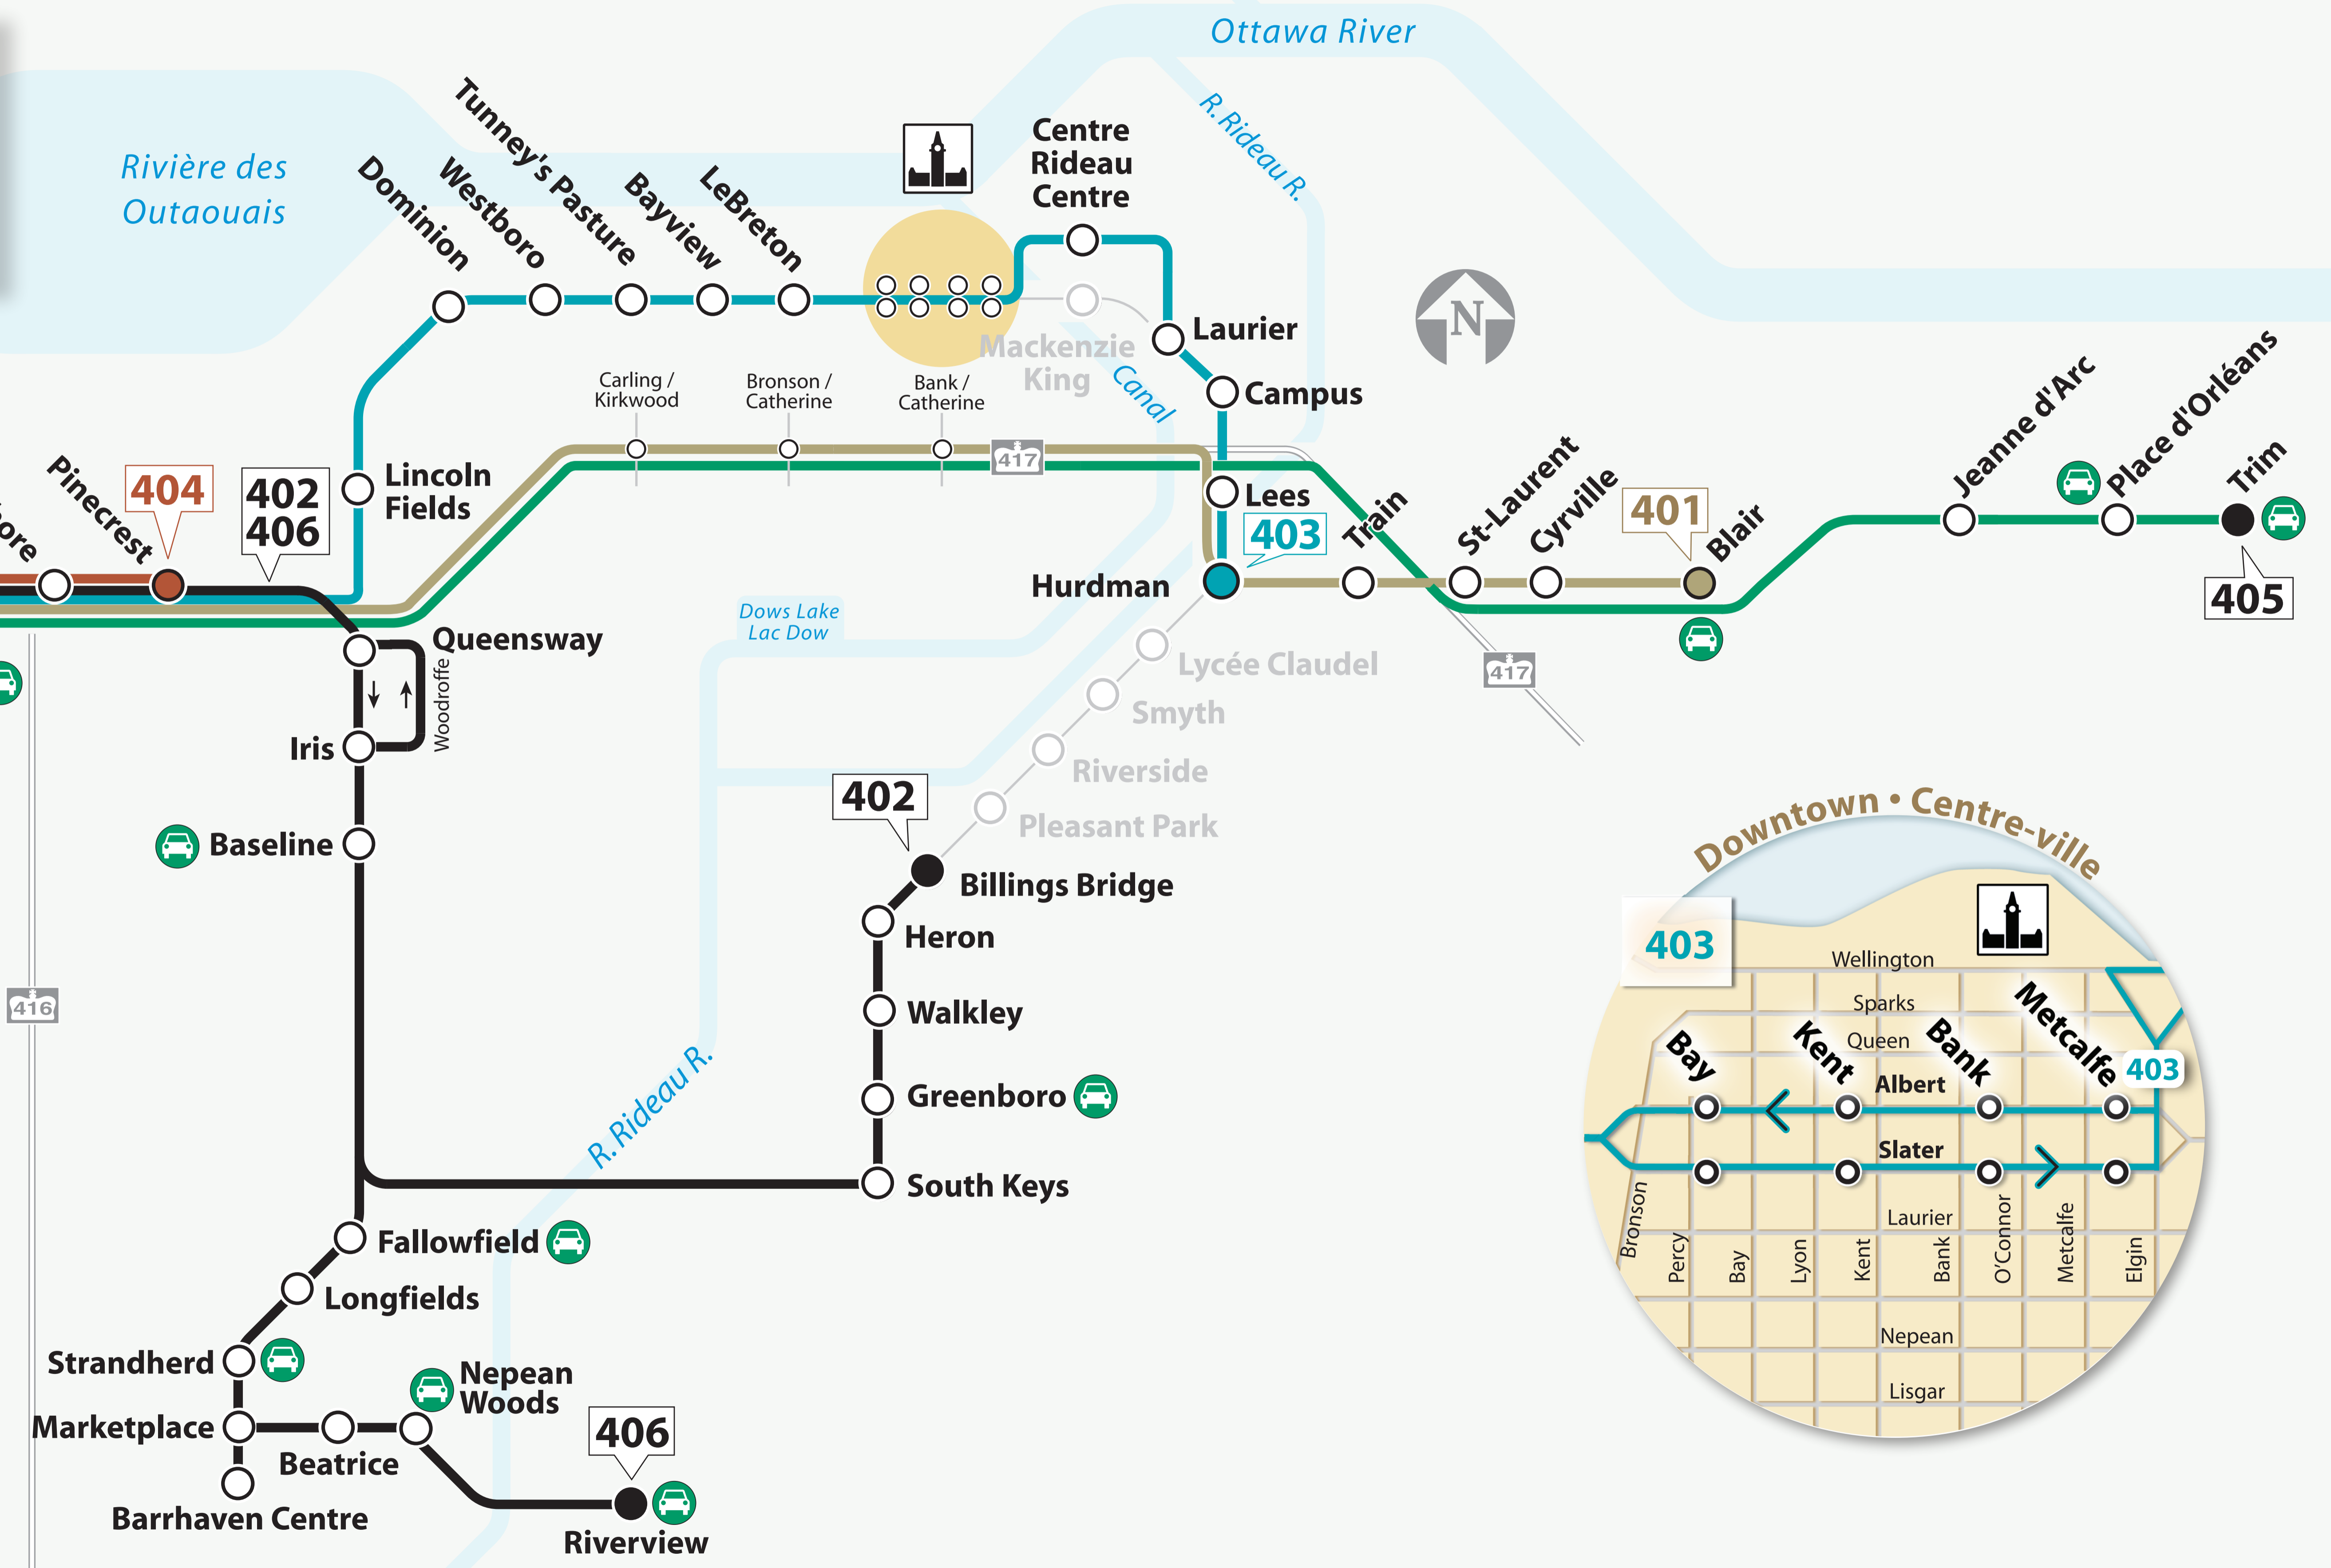 Ottawa River
Rivière des
Outaouais
R. Rideau R.
Dominion
Westboro
Tunney's Pasture
Bayview
LeBreton
Centre
Rideau
Centre
Mackenzie
King
Canal
Laurier
Campus
N
Carling /
Kirkwood
Bronson /
Catherine
Bank /
Catherine
417
Pinecrest
404
402
406
Lincoln
Fields
Lees
403
Hurdman
Train
St-Laurent
Cyrville
401
Blair
Jeanne d'Arc
Place d'Orléans
Trim
405
417
Dows Lake
Lac Dow
Queensway
Woodroffe
Iris
Baseline
Lycée Claudel
Smyth
Riverside
Pleasant Park
402
Billings Bridge
Heron
Walkley
Greenboro
South Keys
R. Rideau R.
416
Fallowfield
Longfields
Strandherd
Marketplace
Beatrice
Nepean
Woods
Barrhaven Centre
406
Riverview
Downtown • Centre-ville
403
Wellington
Sparks
Queen
Bay
Kent
Bank
Metcalfe
403
Albert
Slater
Laurier
Bronson
Percy
Bay
Lyon
Kent
Bank
O'Connor
Metcalfe
Elgin
Nepean
Lisgar